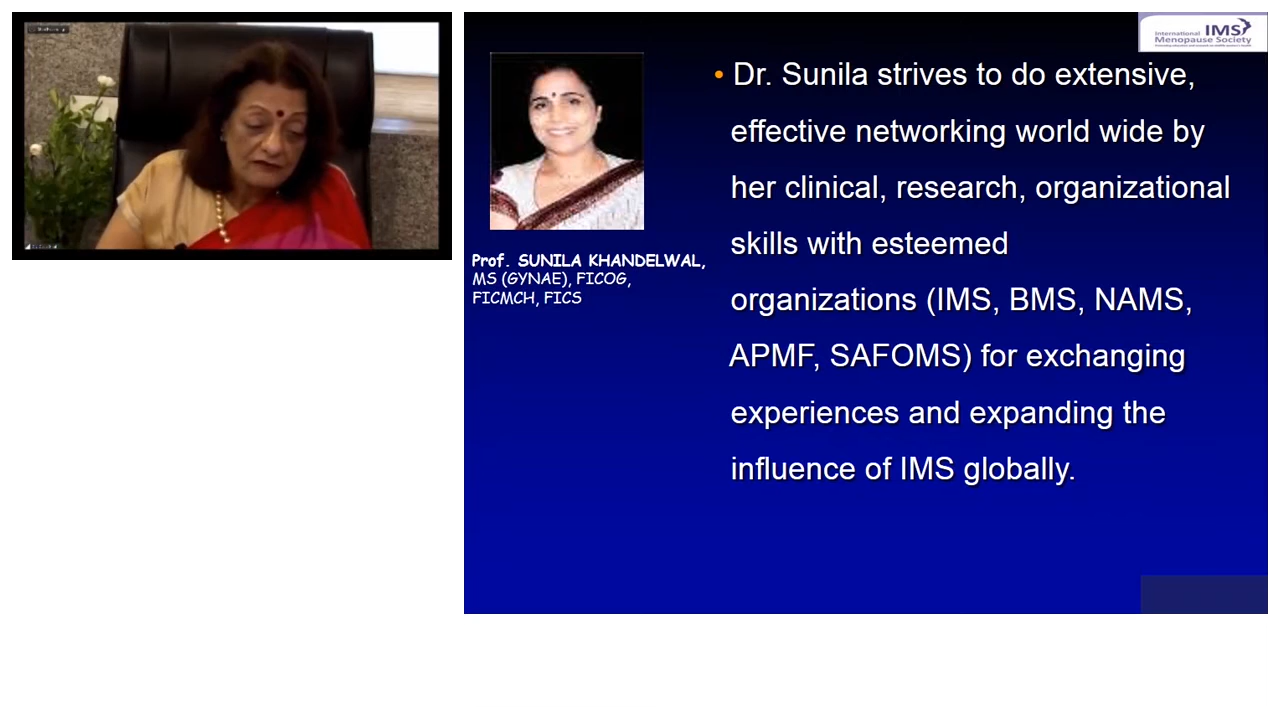 International IMS
Menopause Society
Prof. SUNILA KHANDELWAL,
MS (GYNAE), FICOG,
FICMCH, FICS
• Dr. Sunila strives to do extensive,
effective networking world wide by
her clinical, research, organizational
skills with esteemed
organizations (IMS, BMS, NAMS,
APMF, SAFOMS) for exchanging
experiences and expanding the
influence of IMS globally.